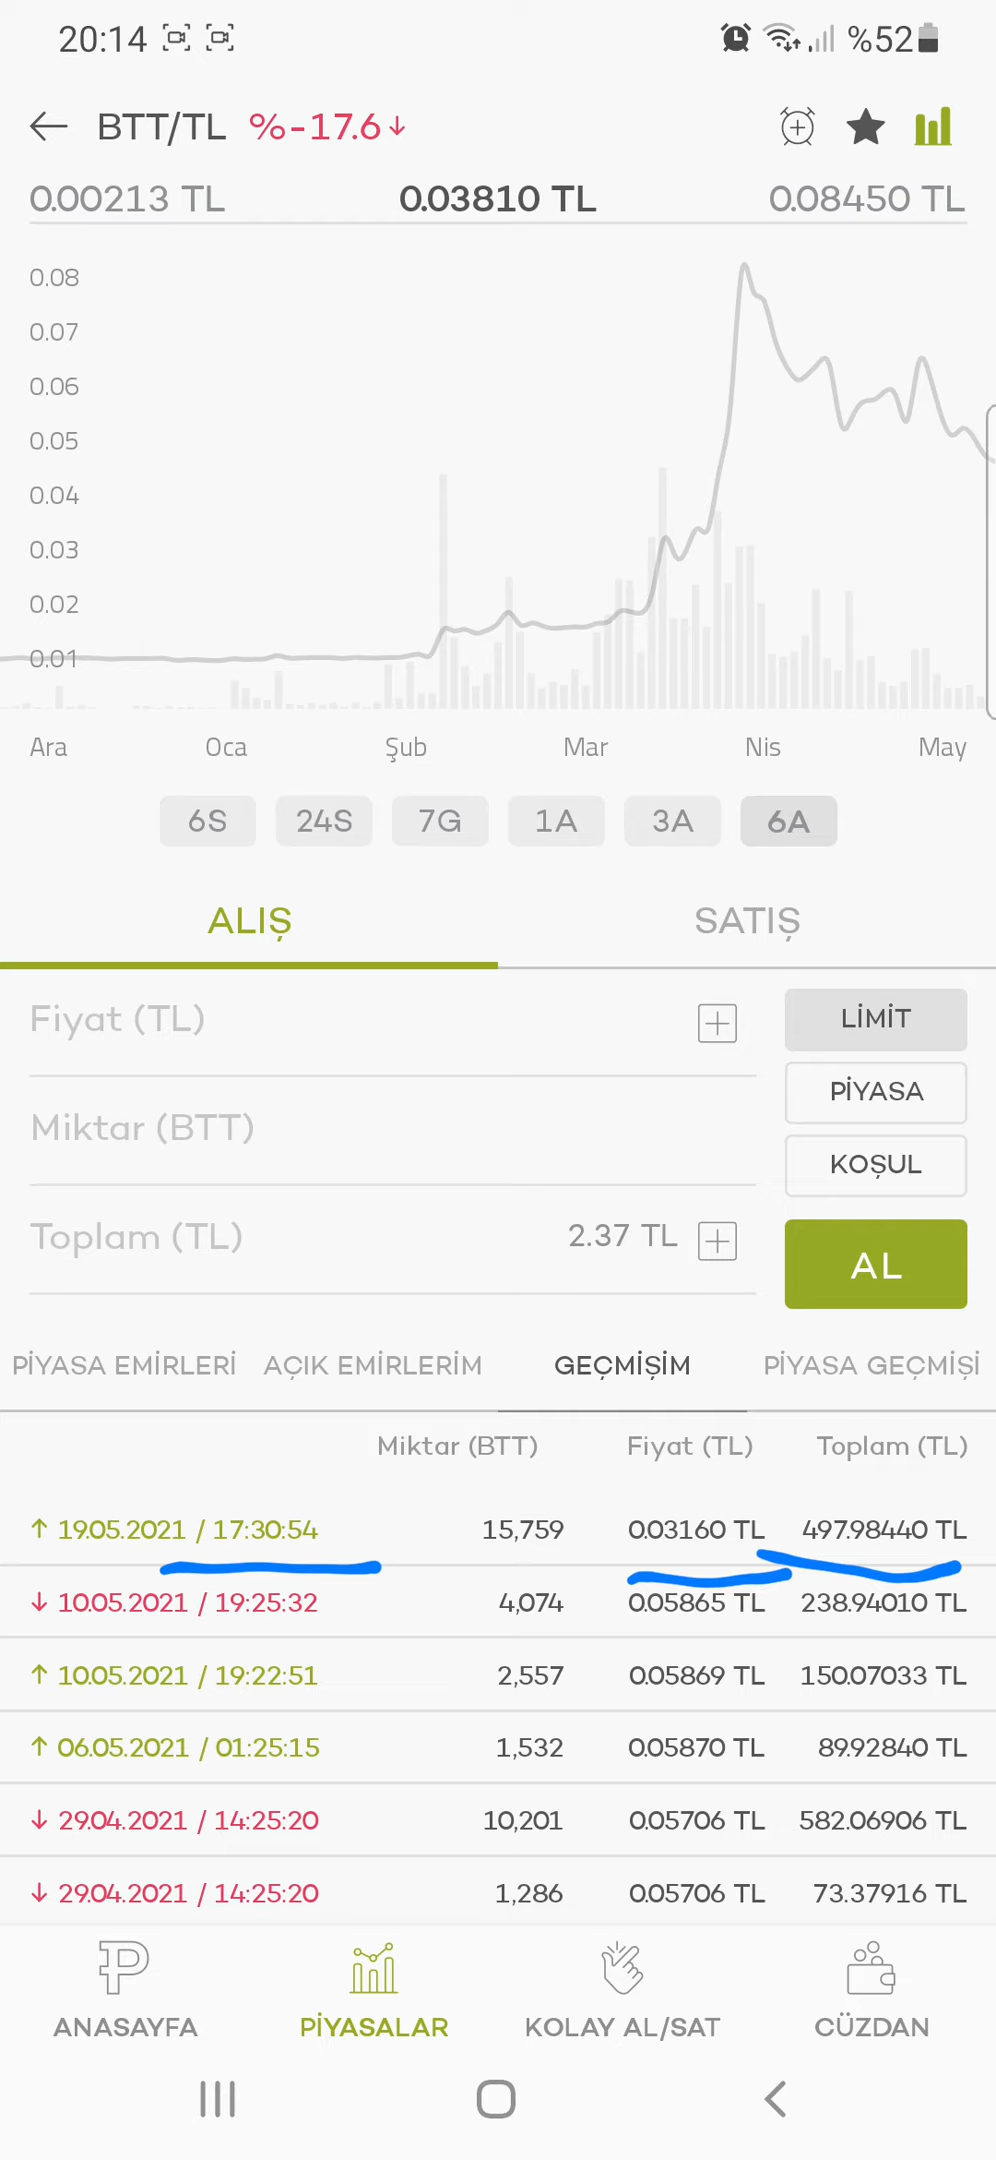 20:14 %52
BTT/TL %-17.6↓
0.00213 TL 0.03810 TL 0.08450 TL
0.08
0.07
0.06
0.05
0.04
0.03
0.02
0.01
Ara Oca Şub Mar Nis May
6S 24S 7G 1A 3A 6A
ALIŞ SATIŞ
Fiyat (TL) LİMİT
PİYASA
Miktar (BTT)
KOŞUL
Toplam (TL) 2.37 TL AL
PİYASA EMİRLERİ AÇIK EMİRLERİM GEÇMİŞİM PİYASA GEÇMİŞİ
Miktar (BTT) Fiyat (TL) Toplam (TL)
↑ 19.05.2021 / 17:30:54 15,759 0.03160 TL 497.98440 TL
↓ 10.05.2021 / 19:25:32 4,074 0.05865 TL 238.94010 TL
↑ 10.05.2021 / 19:22:51 2,557 0.05869 TL 150.07033 TL
↑ 06.05.2021 / 01:25:15 1,532 0.05870 TL 89.92840 TL
↓ 29.04.2021 / 14:25:20 10,201 0.05706 TL 582.06906 TL
↓ 29.04.2021 / 14:25:20 1,286 0.05706 TL 73.37916 TL
ANASAYFA PİYASALAR KOLAY AL/SAT CÜZDAN